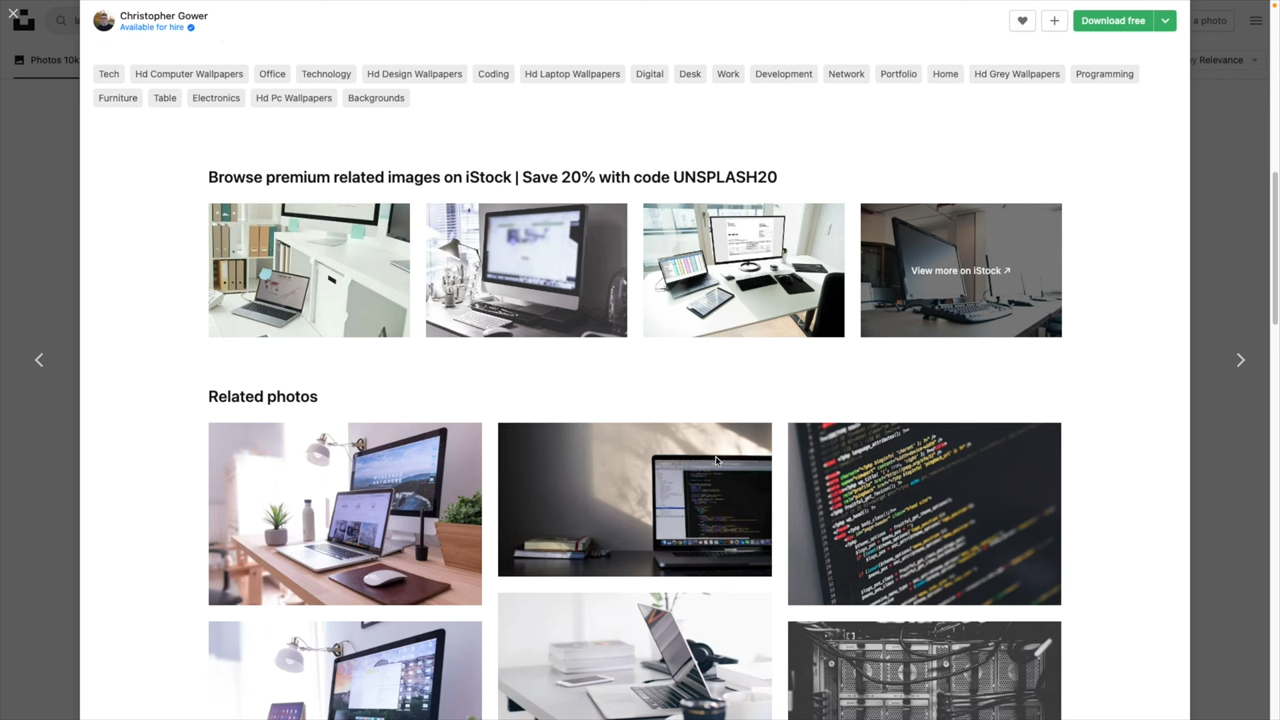 Christopher Gower
Available for hire
Download free
a photo
Photos 10k
y Relevance
Tech Hd Computer Wallpapers Office Technology Hd Design Wallpapers Coding Hd Laptop Wallpapers Digital Desk Work Development Network Portfolio Home Hd Grey Wallpapers Programming
Furniture Table Electronics Hd Pc Wallpapers Backgrounds
Browse premium related images on iStock | Save 20% with code UNSPLASH20
View more on iStock ↗
Related photos